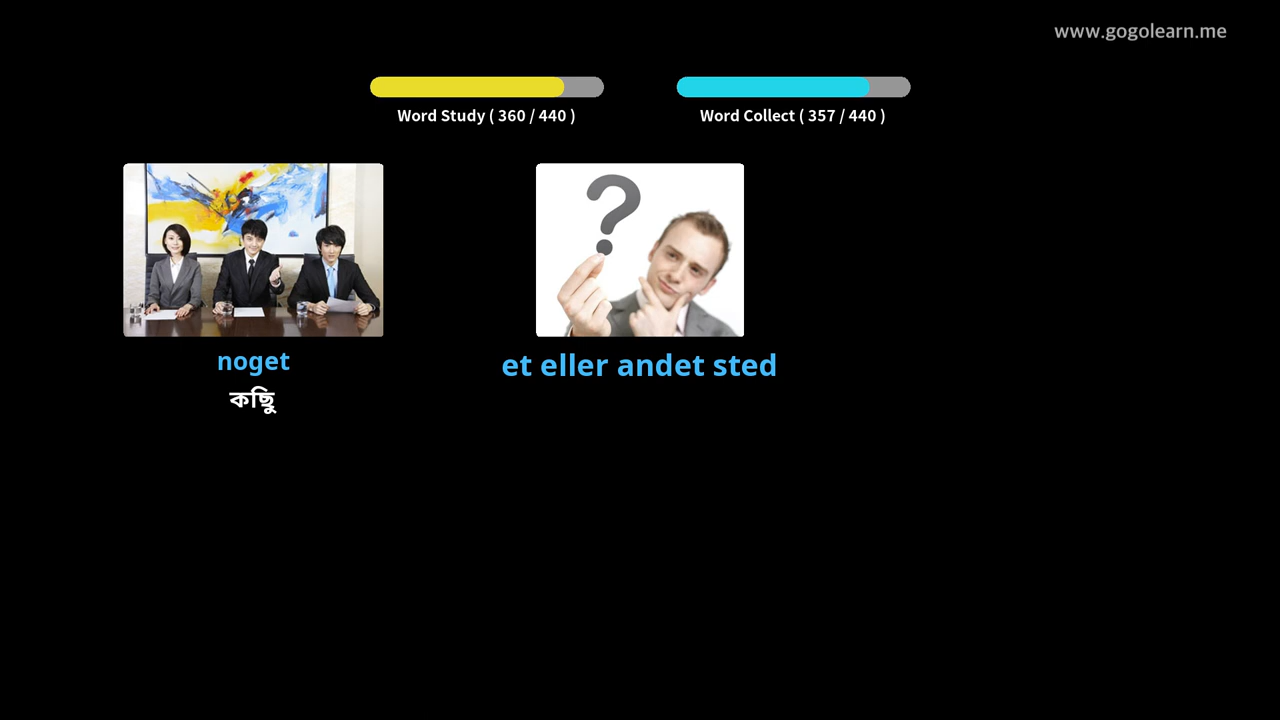 www.gogolearn.me
Word Study ( 360 / 440 )
Word Collect ( 357 / 440 )
noget
কিছু
et eller andet sted